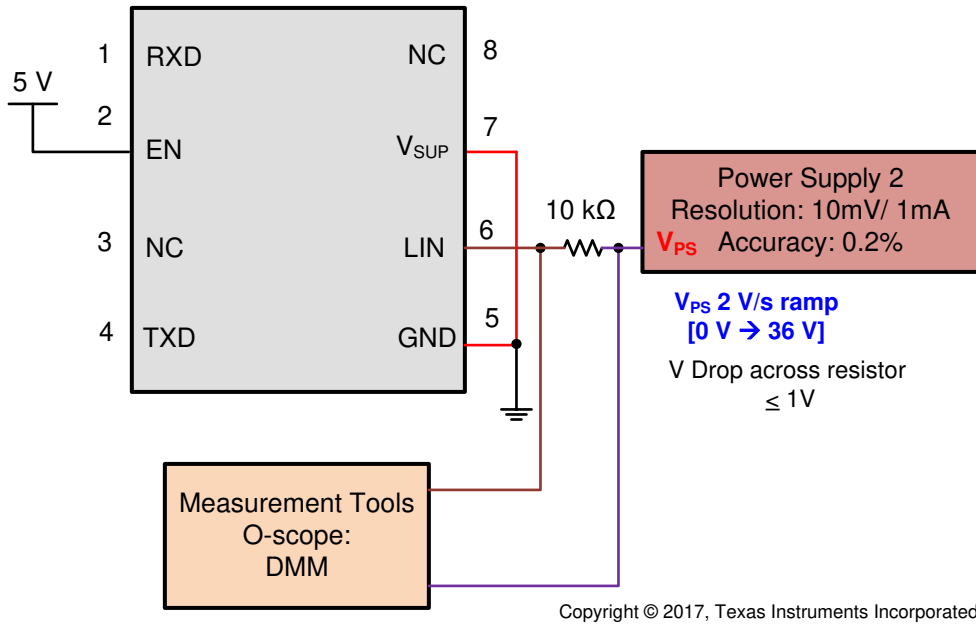 1
RXD
NC
8
5 V
2
EN
7
VSUP
3
NC
6
LIN
10 kΩ
4
TXD
5
GND
Power Supply 2
Resolution: 10mV/ 1mA
VPS Accuracy: 0.2%
VPS 2 V/s ramp
[0 V → 36 V]
V Drop across resistor
≤ 1V
Measurement Tools
O-scope:
DMM
Copyright © 2017, Texas Instruments Incorporated